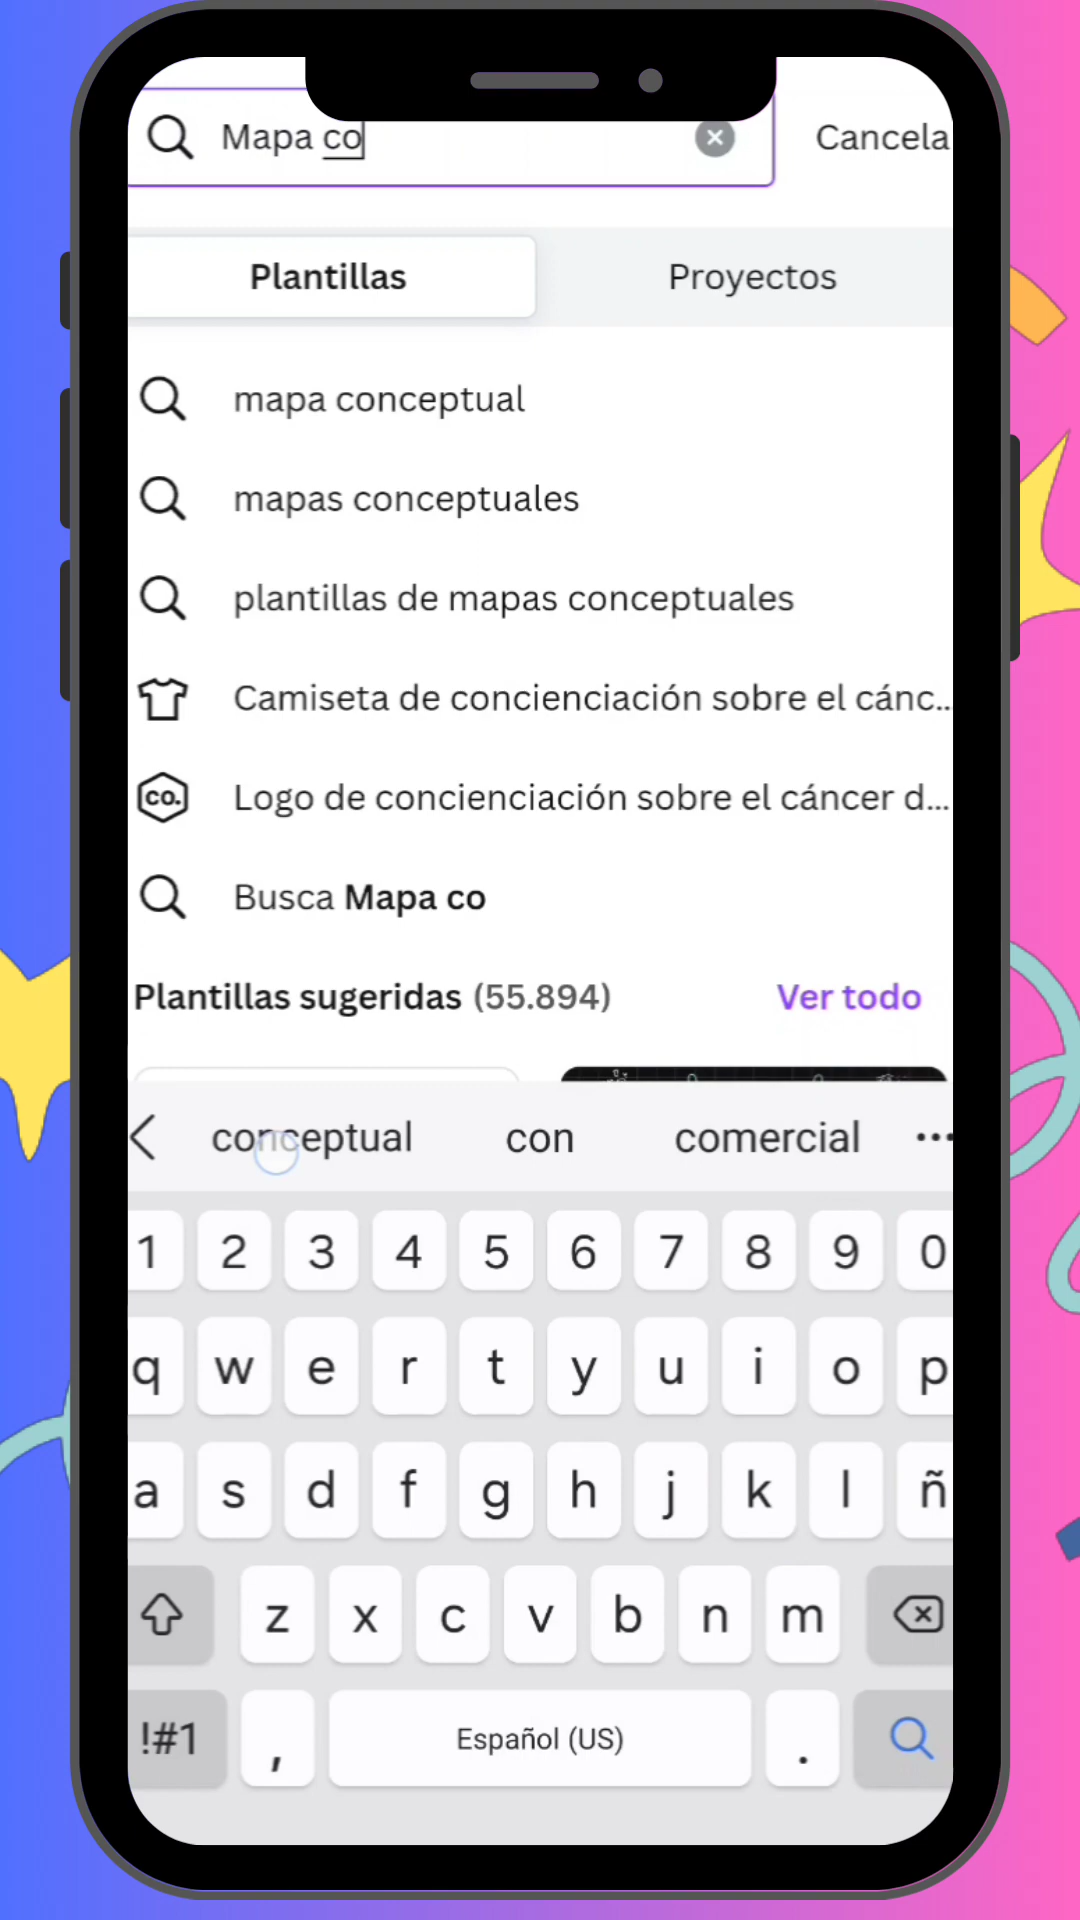 Mapa co
Cancela
Plantillas
Proyectos
mapa conceptual
mapas conceptuales
plantillas de mapas conceptuales
Camiseta de concienciación sobre el cánc...
CO.
Logo de concienciación sobre el cáncer d...
Busca Mapa co
Plantillas sugeridas (55.894)
Ver todo
conceptual con comercial
1 2 3 4 5 6 7 8 9 0
q w e r t y u i o p
a s d f g h j k l ñ
z x c v b n m
!#1 , Español (US) .